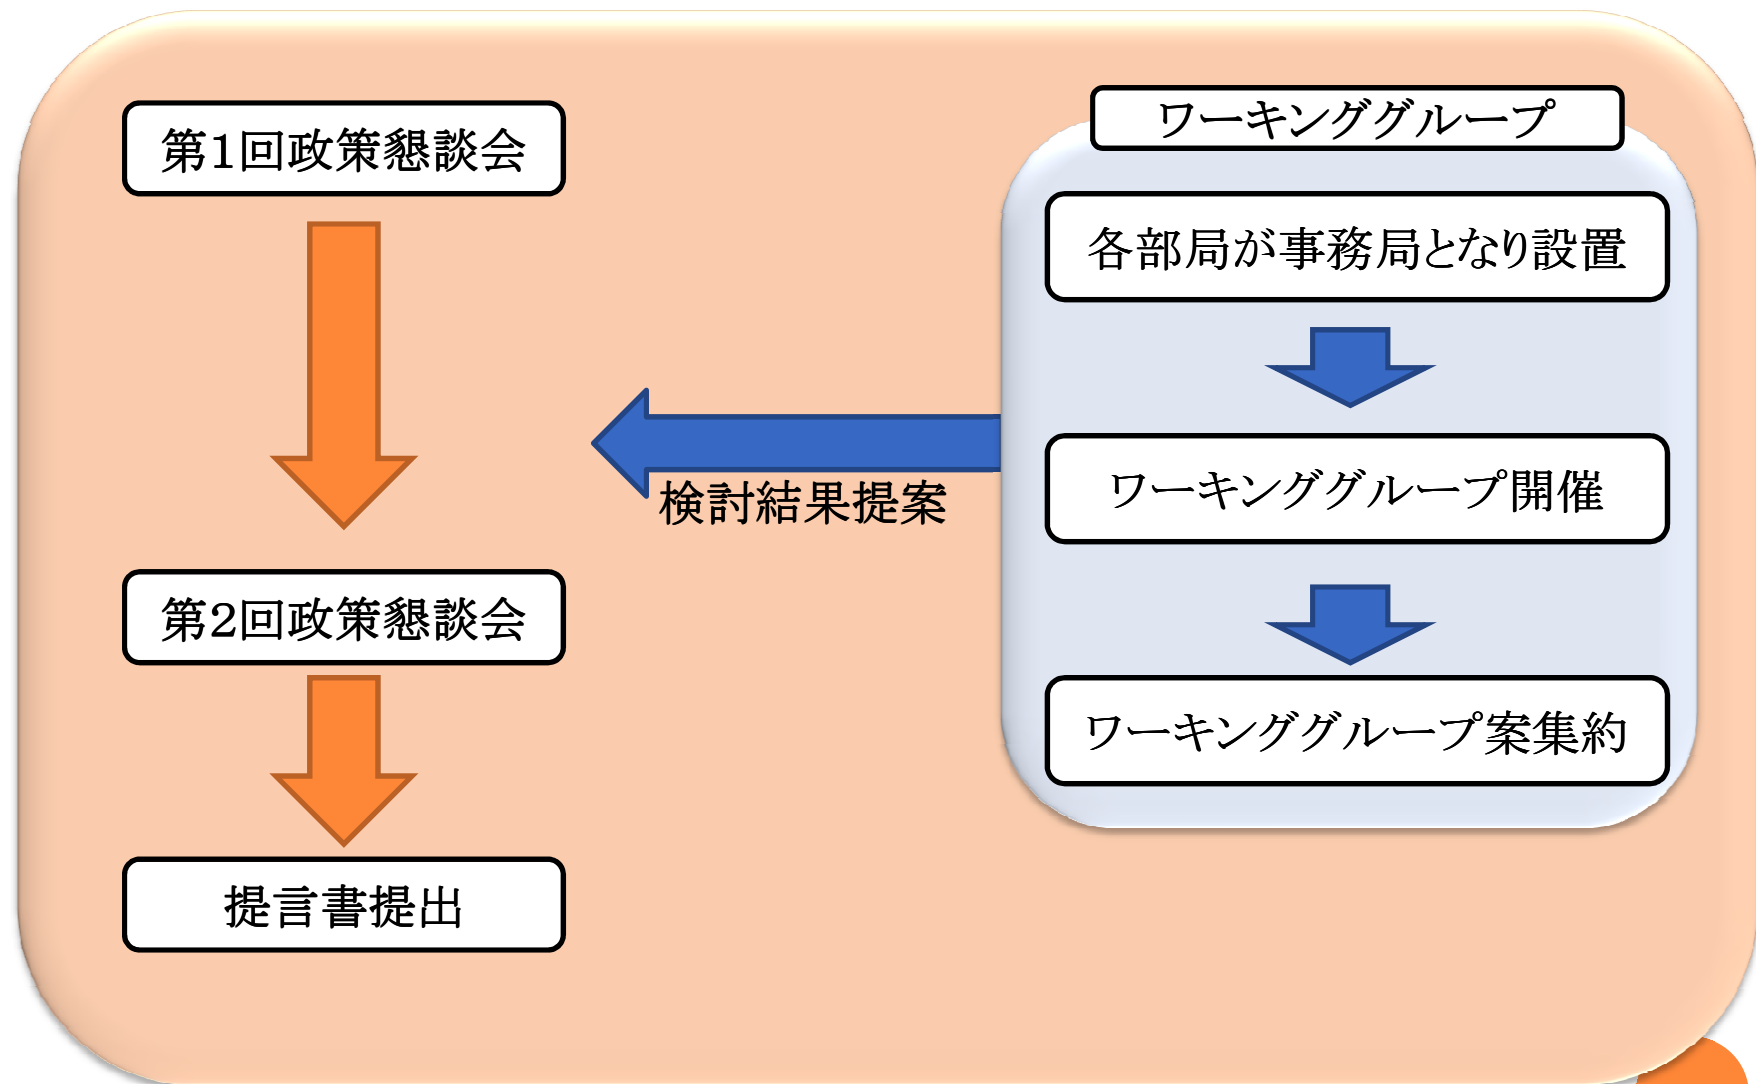 第1回政策懇談会
第2回政策懇談会
提言書提出
検討結果提案
ワーキンググループ
各部局が事務局となり設置
ワーキンググループ開催
ワーキンググループ案集約